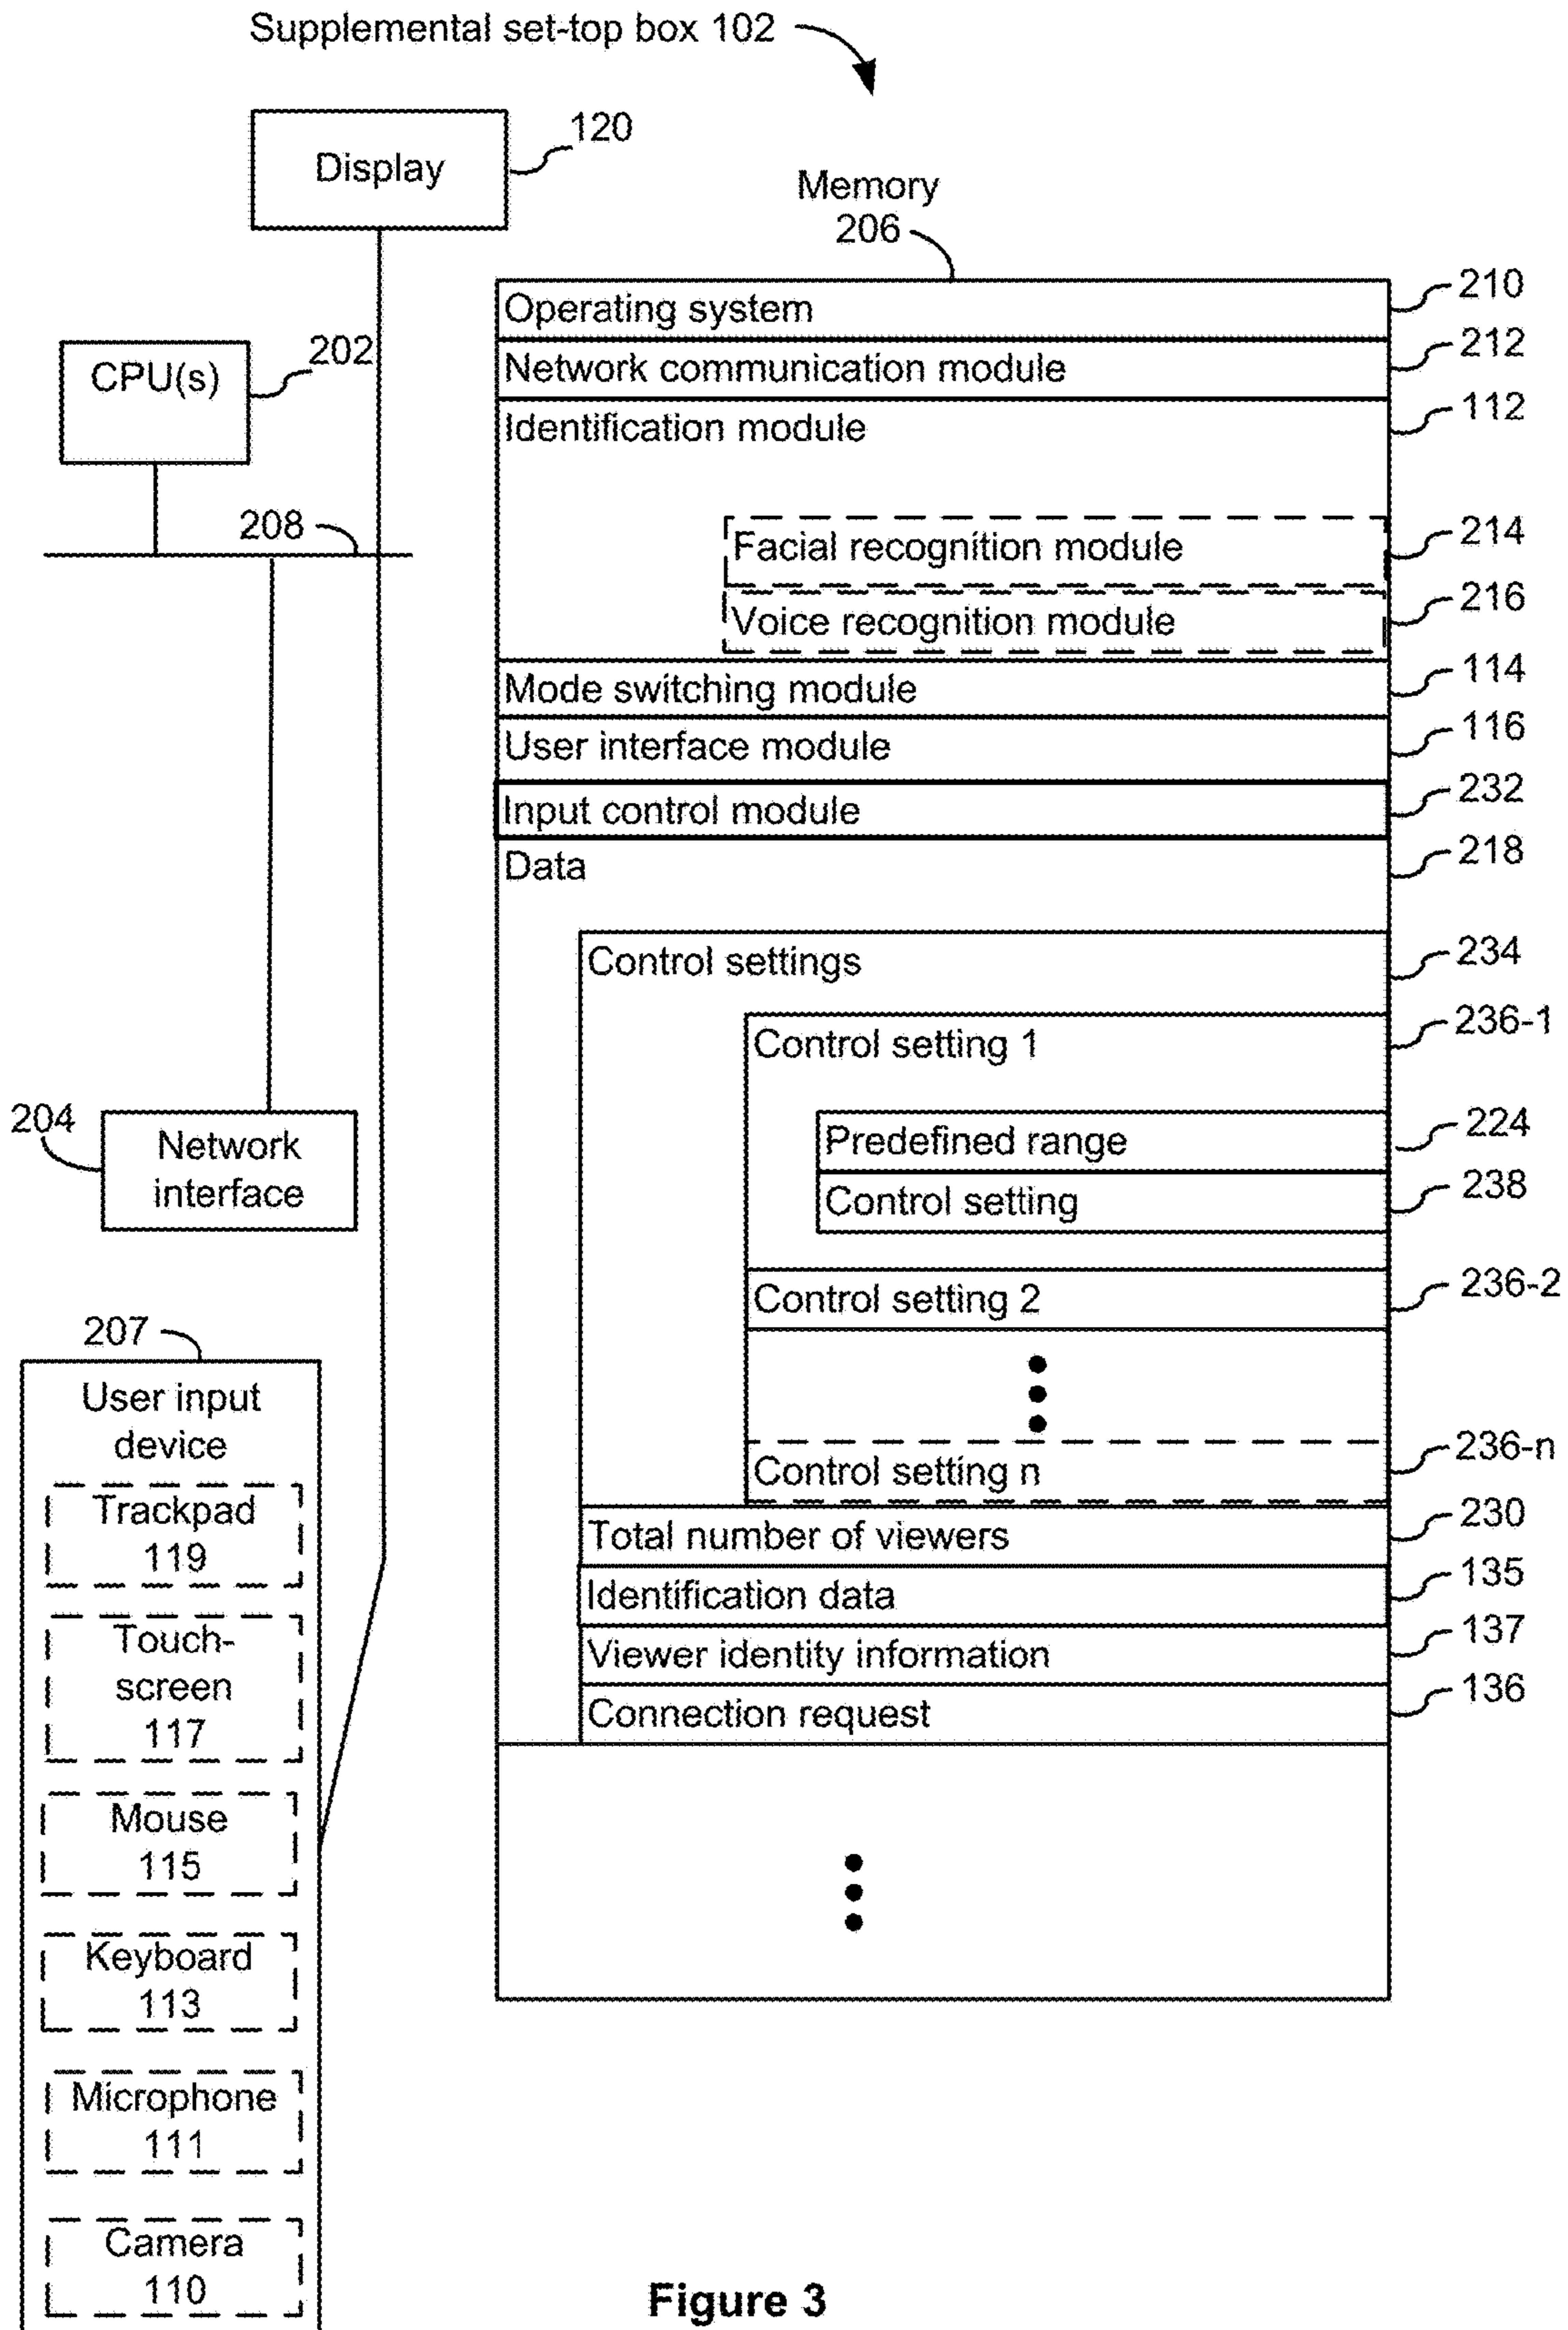 Supplemental set-top box 102
Display
120
Memory
206
CPU(s)
202
208
204
Network
interface
207
User input
device
Trackpad
119
Touch-
screen
117
Mouse
115
Keyboard
113
Microphone
111
Camera
110
Operating system
210
Network communication module
212
Identification module
112
Facial recognition module
214
Voice recognition module
216
Mode switching module
114
User interface module
116
Input control module
232
Data
218
Control settings
234
Control setting 1
236-1
Predefined range
224
Control setting
238
Control setting 2
236-2
Control setting n
236-n
Total number of viewers
230
Identification data
135
Viewer identity information
137
Connection request
136
Figure 3